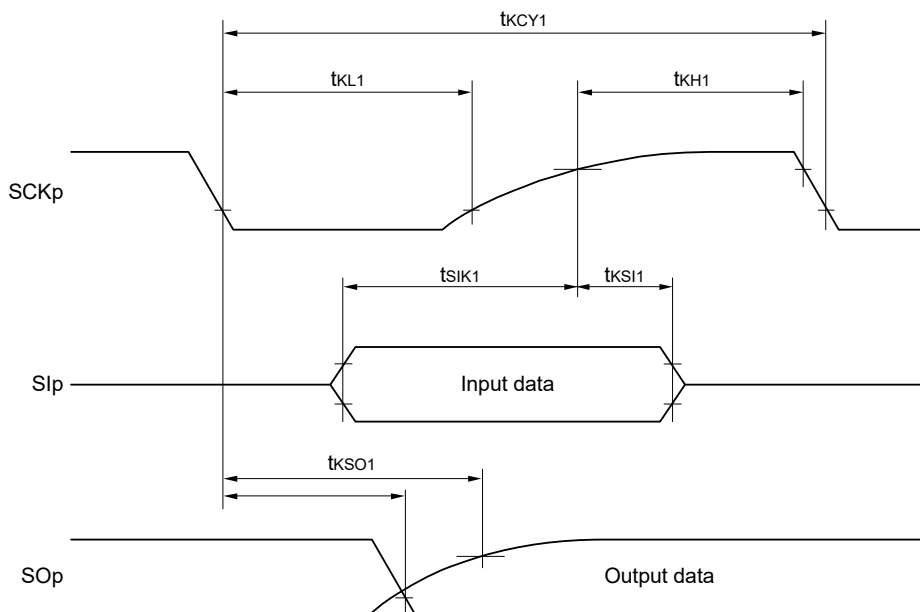 tKCY1
tKL1
tKH1
SCKp
tSIK1
tKSI1
SIp
Input data
tKSO1
SOp
Output data